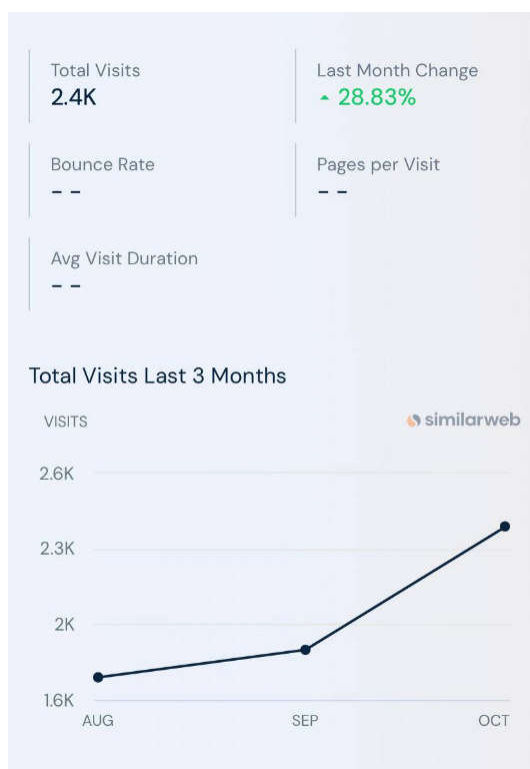 Total Visits
2.4K
Last Month Change
28.83%
Bounce Rate
- -
Pages per Visit
- -
Avg Visit Duration
- -
Total Visits Last 3 Months
VISITS
similarweb
2.6K
2.3K
2K
1.6K
AUG SEP OCT